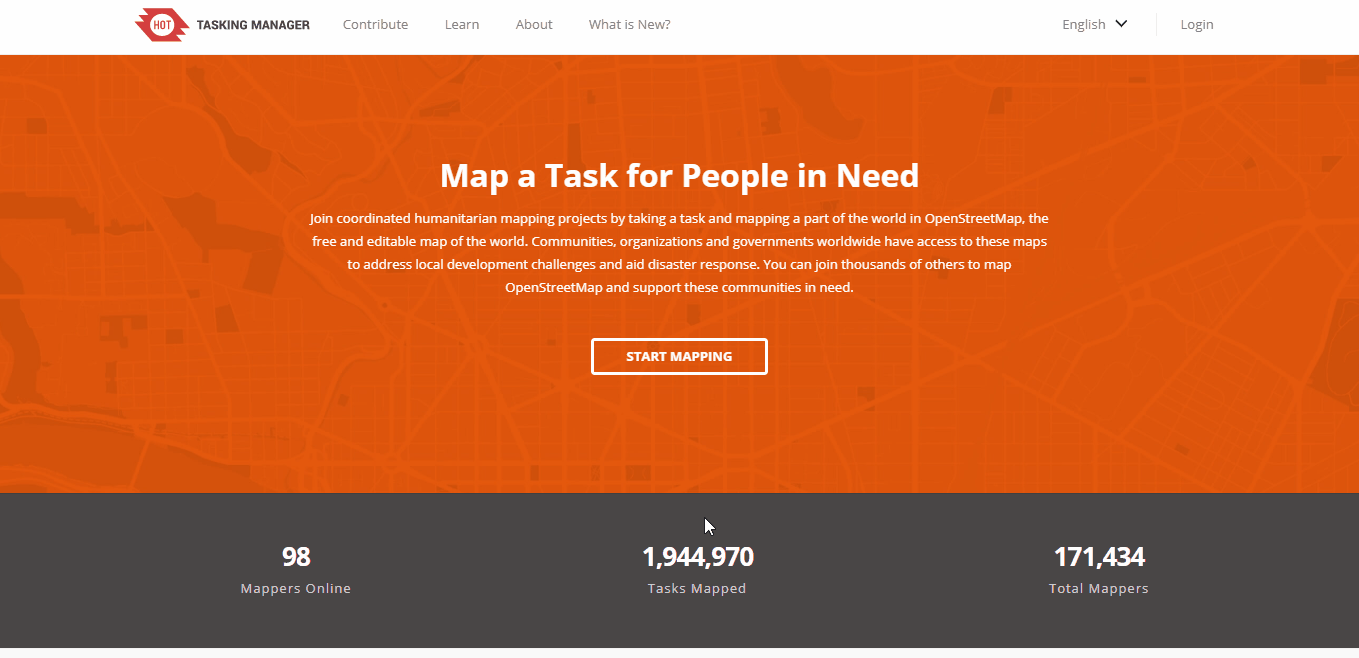 HOT TASKING MANAGER Contribute Learn About What is New? English Login
Map a Task for People in Need
Join coordinated humanitarian mapping projects by taking a task and mapping a part of the world in OpenStreetMap, the
free and editable map of the world. Communities, organizations and governments worldwide have access to these maps
to address local development challenges and aid disaster response. You can join thousands of others to map
OpenStreetMap and support these communities in need.
START MAPPING
98 1,944,970 171,434
Mappers Online Tasks Mapped Total Mappers